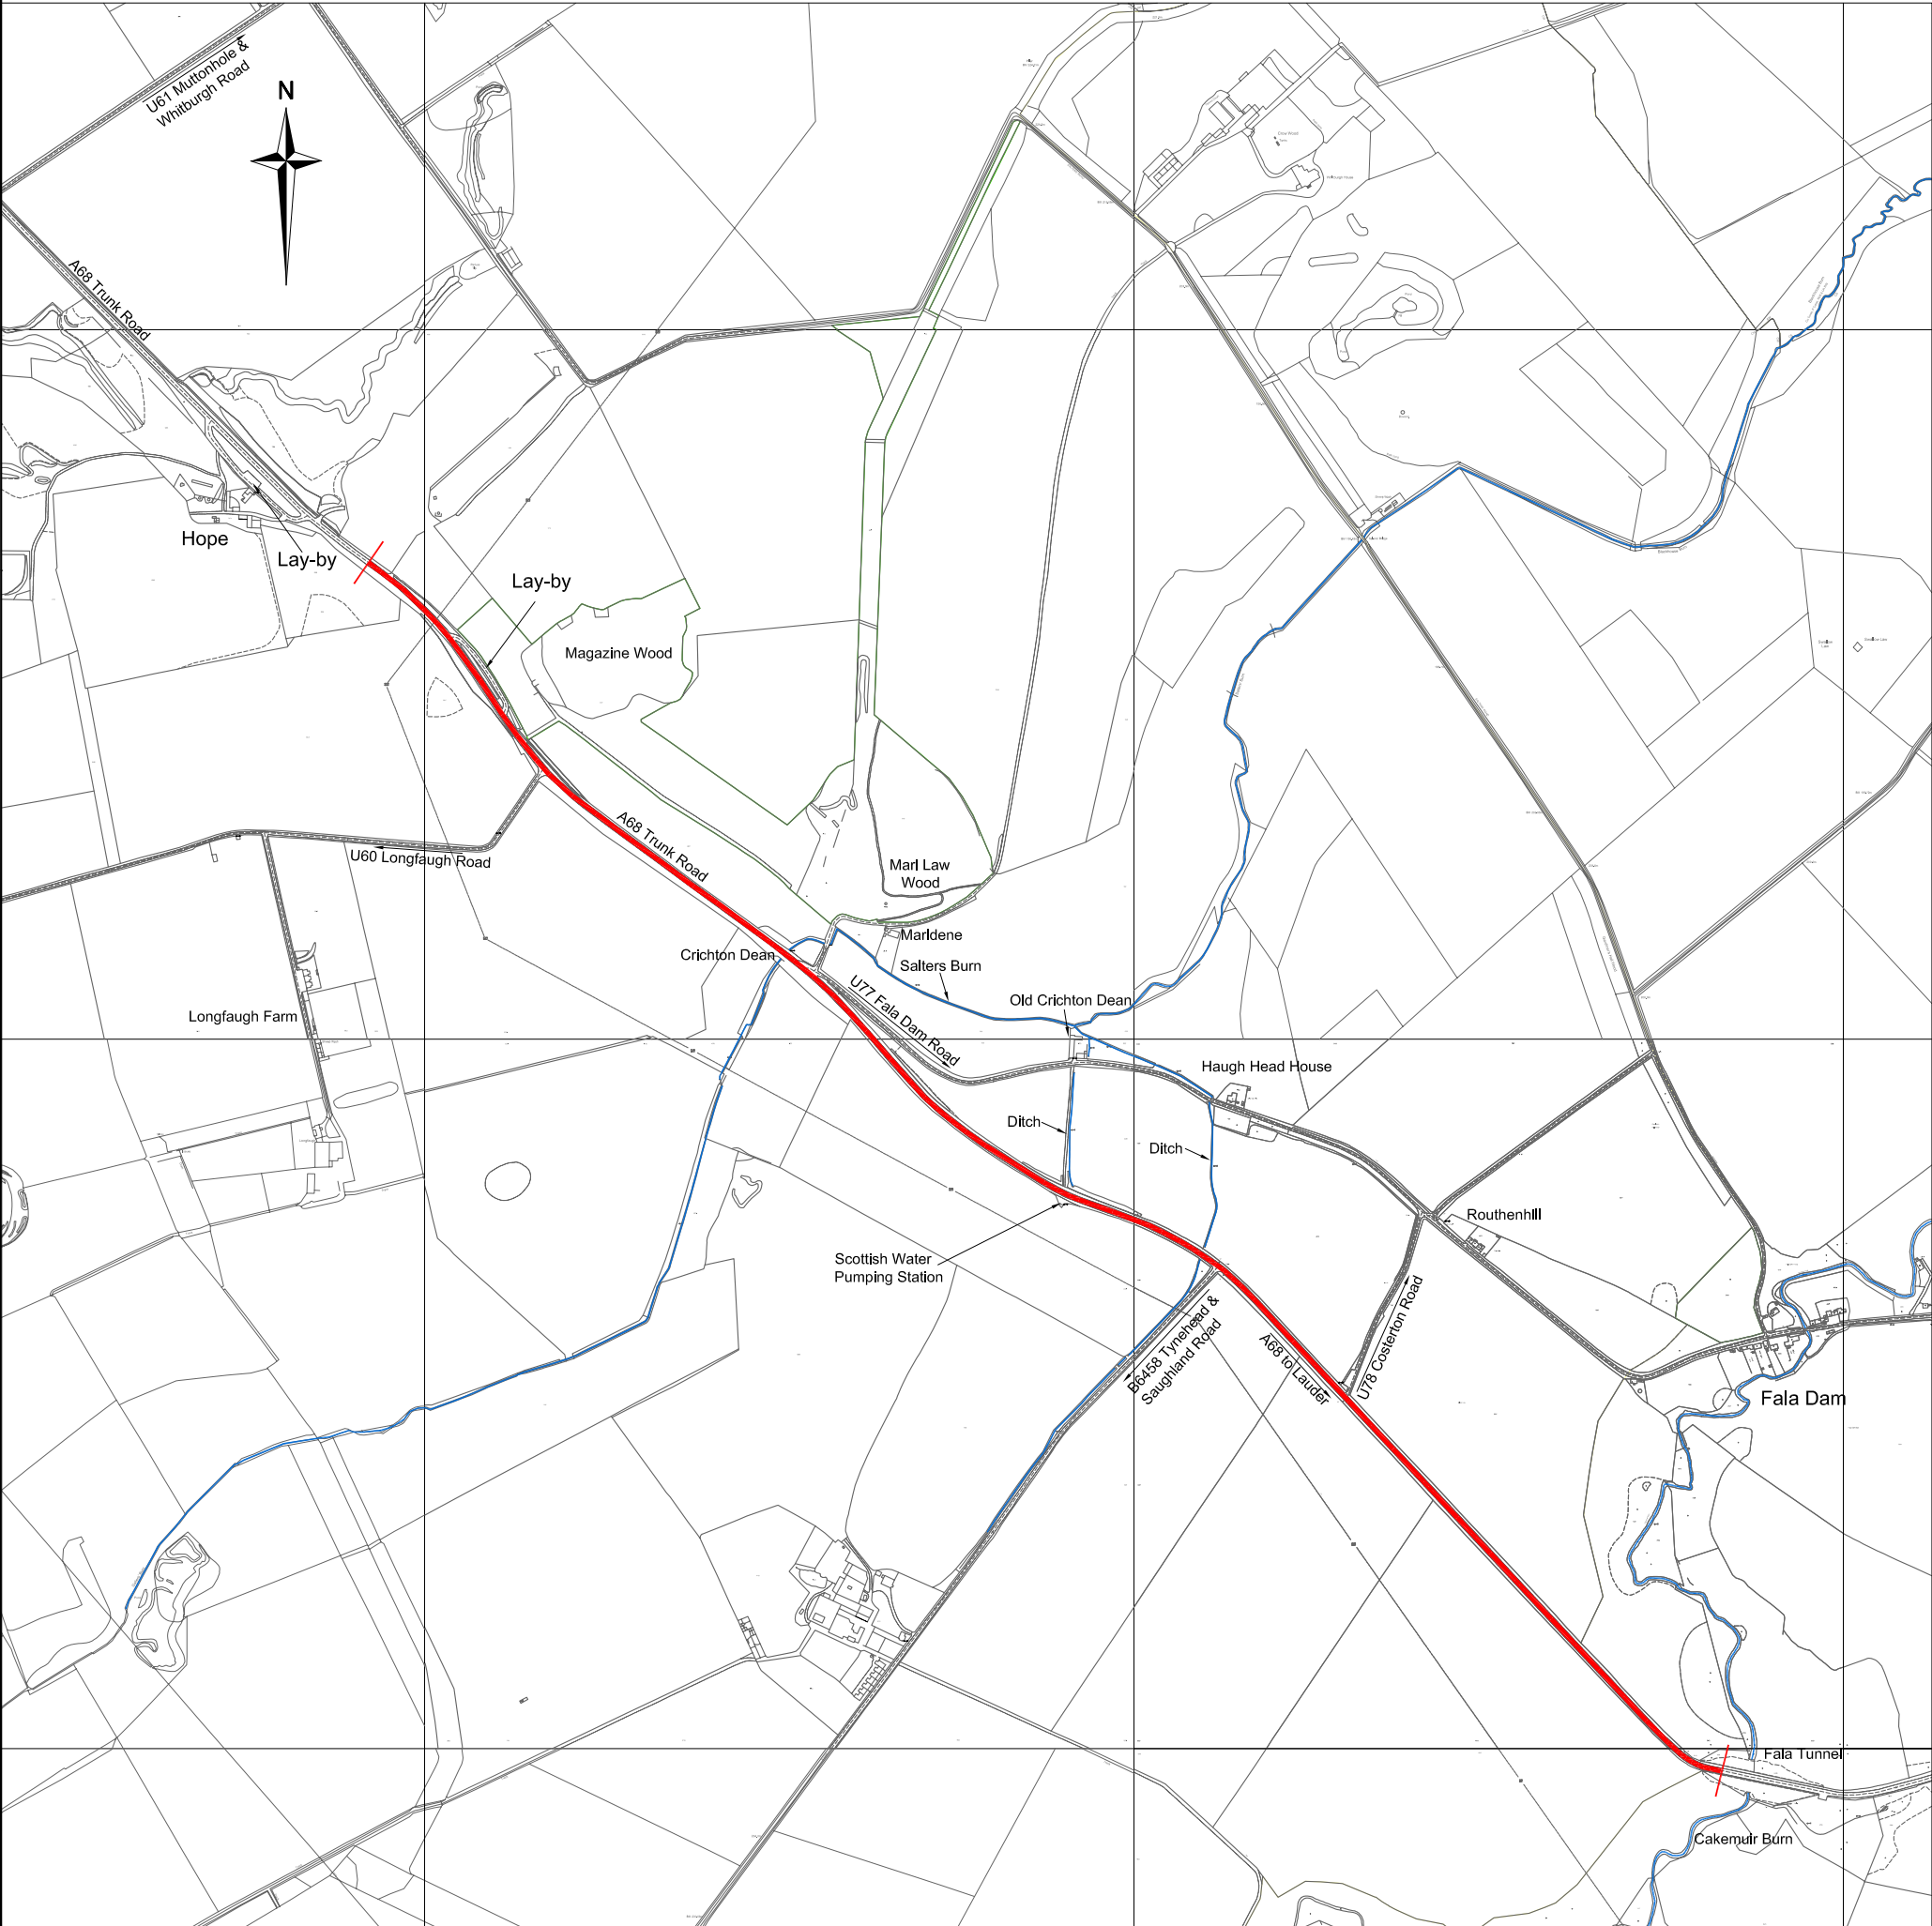 U61 Muttonhole &
Whitburgh Road
N
A68 Trunk Road
Hope
Lay-by
Lay-by
Magazine Wood
A68 Trunk Road
U60 Longfaugh Road
Marl Law
Wood
Marldene
Crichton Dean
Salters Burn
U77 Fala Dam Road
Old Crichton Dean
Longfaugh Farm
Haugh Head House
Ditch
Ditch
Routhenhill
Scottish Water
Pumping Station
B6458 Tynehead &
Saughland Road
A68 to Lauder
U78 Costerton Road
Fala Dam
Fala Tunnel
Cakemuir Burn